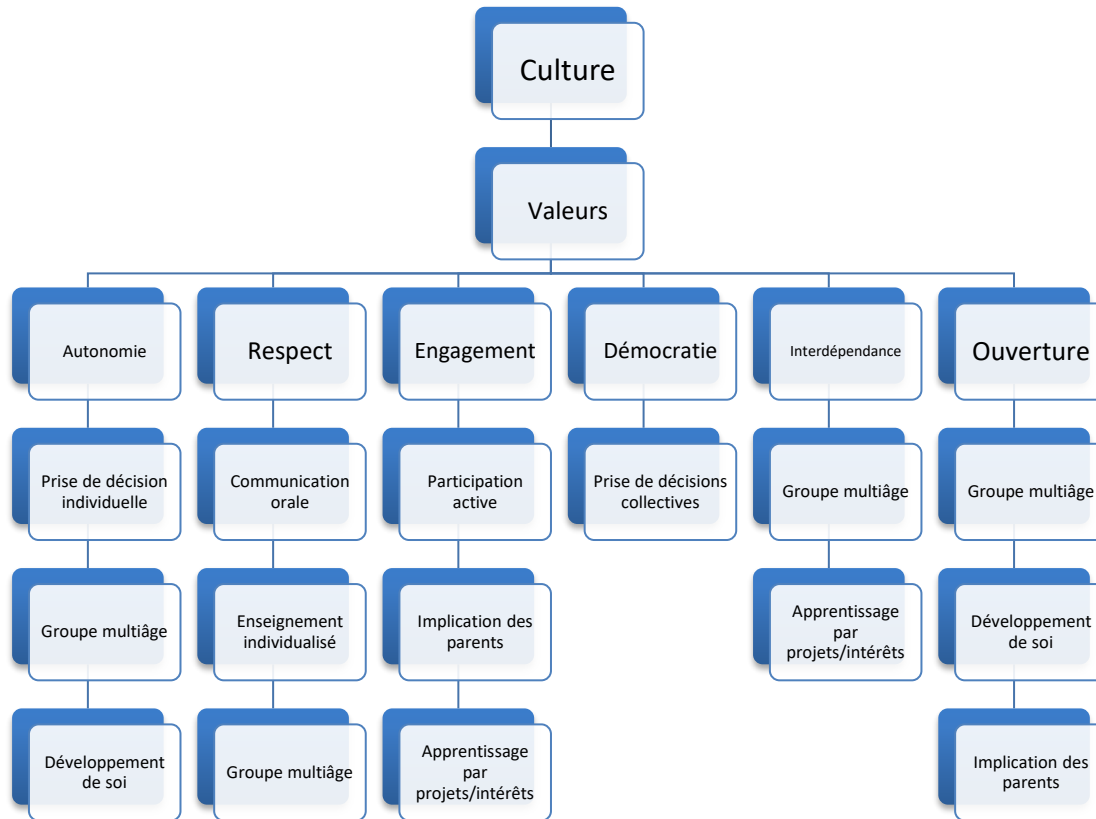 Culture
Valeurs
Autonomie
Respect
Engagement
Démocratie
Interdépendance
Ouverture
Prise de décision
individuelle
Communication
orale
Participation
active
Prise de décisions
collectives
Groupe multiâge
Groupe multiâge
Groupe multiâge
Enseignement
individualisé
Implication des
parents
Apprentissage
par
projets/intérêts
Développement
de soi
Développement
de soi
Groupe multiâge
Apprentissage
par
projets/intérêts
Implication des
parents